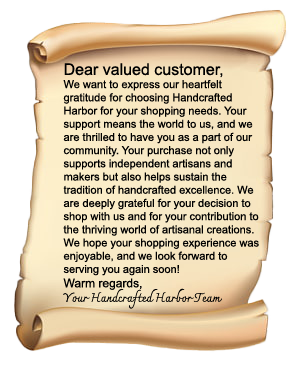 Dear valued customer,
We want to express our heartfelt
gratitude for choosing Handcrafted
Harbor for your shopping needs. Your
support means the world to us, and we
are thrilled to have you as a part of our
community. Your purchase not only
supports independent artisans and
makers but also helps sustain the
tradition of handcrafted excellence. We
are deeply grateful for your decision to
shop with us and for your contribution to
the thriving world of artisanal creations.
We hope your shopping experience was
enjoyable, and we look forward to
serving you again soon!
Warm regards,
Your Handcrafted Harbor Team